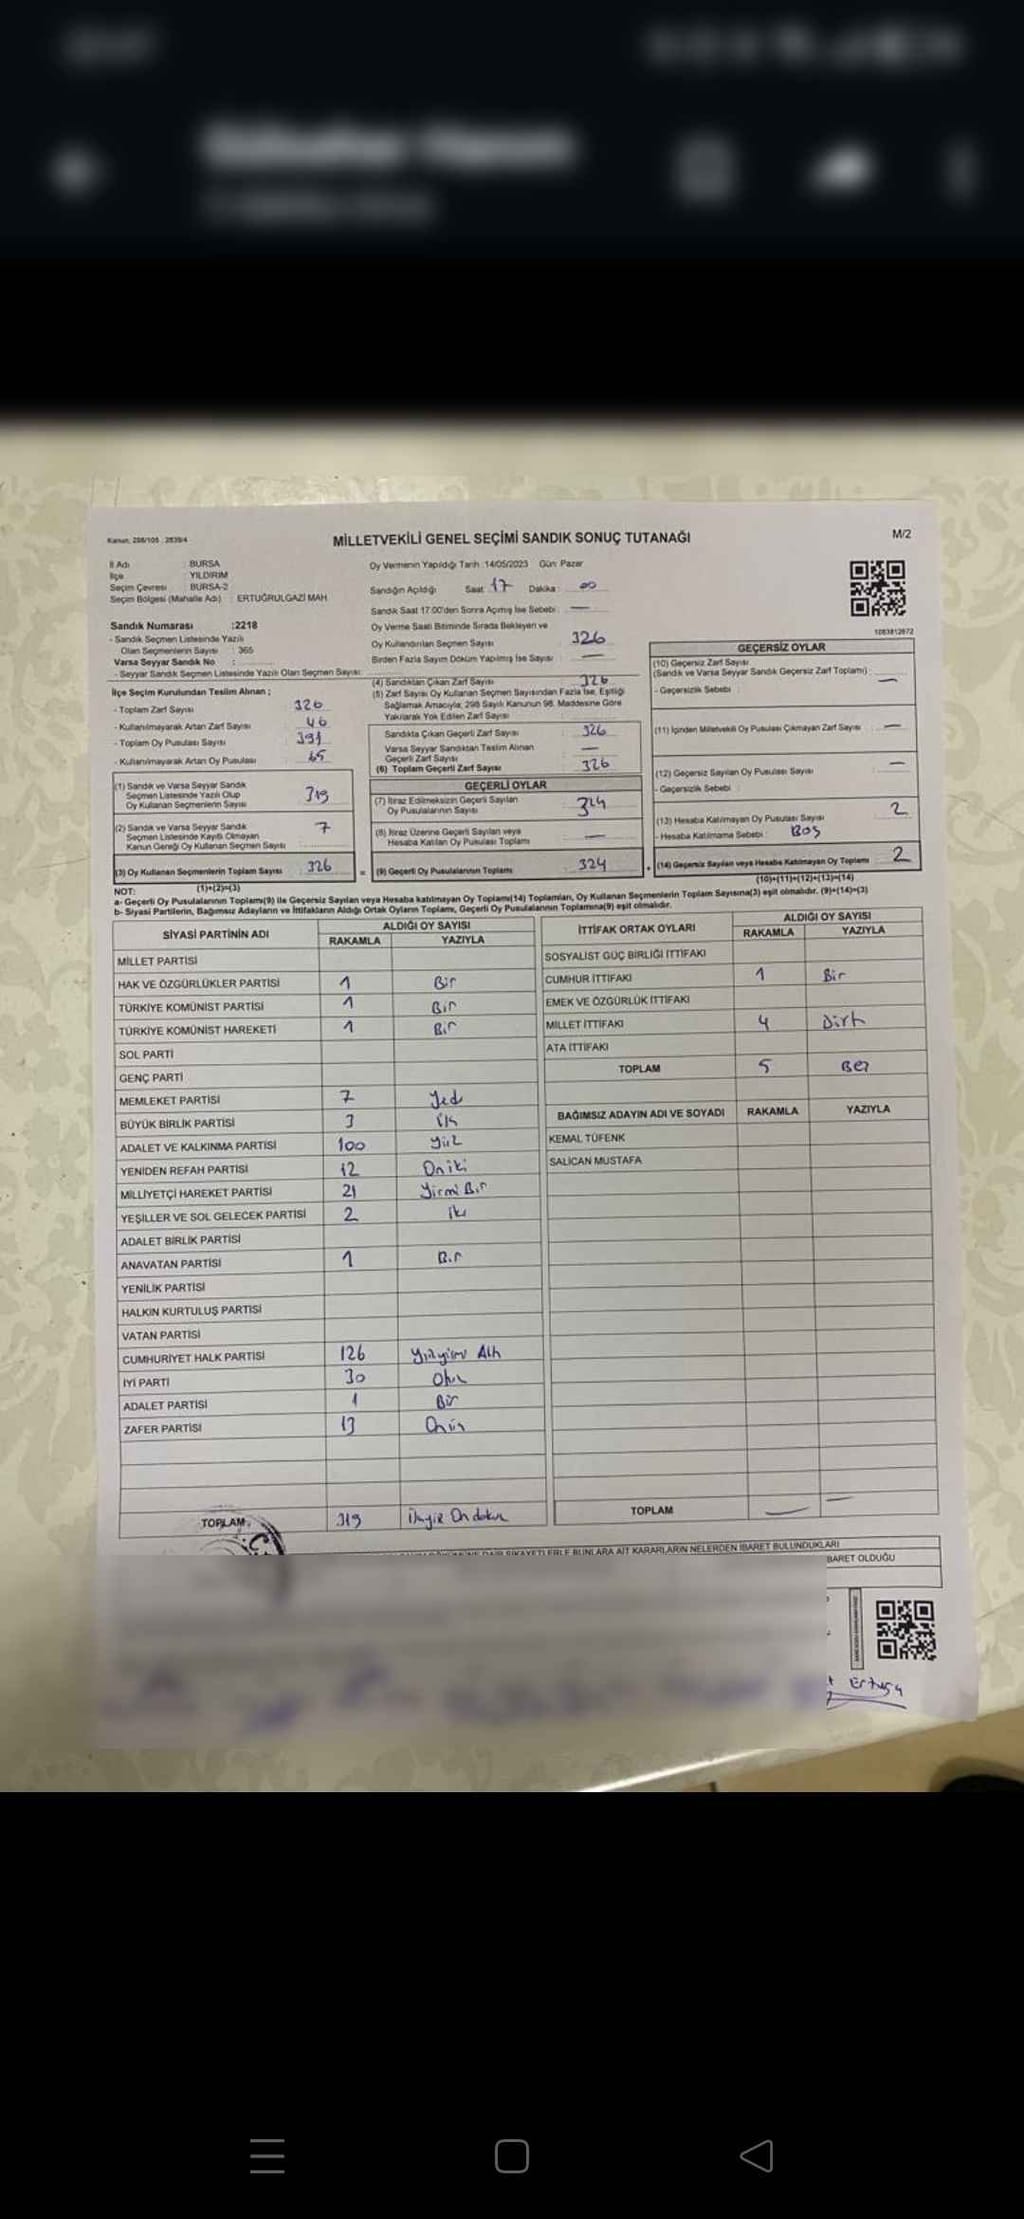 Kanun: 298/105 ; 2839/4
MİLLETVEKİLİ GENEL SEÇİMİ SANDIK SONUÇ TUTANAĞI
M/2
İl Adı : BURSA
İlçe : YILDIRIM
Seçim Çevresi : BURSA-2
Seçim Bölgesi (Mahalle Adı) : ERTUĞRULGAZİ MAH.
Oy Vermenin Yapıldığı Tarih :14/05/2023 Gün: Pazar
Sandığın Açıldığı Saat: 17 Dakika: 00
Sandık Saat 17:00'den Sonra Açılmış İse Sebebi : —
Oy Verme Saati Bitiminde Sırada Bekleyen ve
Oy Kullandırılan Seçmen Sayısı : 326
Birden Fazla Sayım Döküm Yapılmış İse Sayısı : —
1083812672
Sandık Numarası :2218
- Sandık Seçmen Listesinde Yazılı
Olan Seçmenlerin Sayısı : 365
Varsa Seyyar Sandık No :
- Seyyar Sandık Seçmen Listesinde Yazılı Olan Seçmen Sayısı:
İlçe Seçim Kurulundan Teslim Alınan ;
- Toplam Zarf Sayısı 326
- Kullanılmayarak Artan Zarf Sayısı 46
- Toplam Oy Pusulası Sayısı 391
- Kullanılmayarak Artan Oy Pusulası 65
(1) Sandık ve Varsa Seyyar Sandık
Seçmen Listesinde Yazılı Olup
Oy Kullanan Seçmenlerin Sayısı 319
(2) Sandık ve Varsa Seyyar Sandık
Seçmen Listesinde Kayıtlı Olmayan
Kanun Gereği Oy Kullanan Seçmen Sayısı : 7
(3) Oy Kullanan Seçmenlerin Toplam Sayısı 326
(1)+(2)=(3)
(4) Sandıktan Çıkan Zarf Sayısı 326
(5) Zarf Sayısı Oy Kullanan Seçmen Sayısından Fazla İse, Eşitliği
Sağlamak Amacıyla; 298 Sayılı Kanunun 98. Maddesine Göre
Yakılarak Yok Edilen Zarf Sayısı
Sandıkta Çıkan Geçerli Zarf Sayısı 326
Varsa Seyyar Sandıktan Teslim Alınan
Geçerli Zarf Sayısı —
(6) Toplam Geçerli Zarf Sayısı 326
GEÇERLİ OYLAR
(7) İtiraz Edilmeksizin Geçerli Sayılan
Oy Pusulalarının Sayısı 324
(8) İtiraz Üzerine Geçerli Sayılan veya
Hesaba Katılan Oy Pusulası Toplamı —
(9) Geçerli Oy Pusulalarının Toplamı 324
GEÇERSİZ OYLAR
(10) Geçersiz Zarf Sayısı
(Sandık ve Varsa Seyyar Sandık Geçersiz Zarf Toplamı) : —
- Geçersizlik Sebebi :
(11) İçinden Milletvekili Oy Pusulası Çıkmayan Zarf Sayısı —
(12) Geçersiz Sayılan Oy Pusulası Sayısı —
- Geçersizlik Sebebi :
(13) Hesaba Katılmayan Oy Pusulası Sayısı 2
- Hesaba Katılmama Sebebi : BOŞ
(14) Geçersiz Sayılan veya Hesaba Katılmayan Oy Toplamı 2
(10)+(11)+(12)+(13)=(14)
NOT:
a- Geçerli Oy Pusulalarının Toplamı(9) ile Geçersiz Sayılan veya Hesaba katılmayan Oy Toplamı(14) Toplamları, Oy Kullanan Seçmenlerin Toplam Sayısına(3) eşit olmalıdır. (9)+(14)=(3)
b- Siyasi Partilerin, Bağımsız Adayların ve İttifakların Aldığı Ortak Oyların Toplamı, Geçerli Oy Pusulalarının Toplamına(9) eşit olmalıdır.
SİYASİ PARTİNİN ADI ALDIĞI OY SAYISI
RAKAMLA YAZIYLA
MİLLET PARTİSİ
HAK VE ÖZGÜRLÜKLER PARTİSİ 1 Bir
TÜRKİYE KOMÜNİST PARTİSİ 1 Bir
TÜRKİYE KOMÜNİST HAREKETİ 1 Bir
SOL PARTİ
GENÇ PARTİ
MEMLEKET PARTİSİ 7 Yedi
BÜYÜK BİRLİK PARTİSİ 3
ADALET VE KALKINMA PARTİSİ 100 Yüz
YENİDEN REFAH PARTİSİ 12 Oniki
MİLLİYETÇİ HAREKET PARTİSİ 21 Yirmi Bir
YEŞİLLER VE SOL GELECEK PARTİSİ 2 iki
ADALET BİRLİK PARTİSİ
ANAVATAN PARTİSİ 1 Bir
YENİLİK PARTİSİ
HALKIN KURTULUŞ PARTİSİ
VATAN PARTİSİ
CUMHURİYET HALK PARTİSİ 126 Yüzyirmi Altı
İYİ PARTİ 30 Otuz
ADALET PARTİSİ 1 Bir
ZAFER PARTİSİ 13 Onüç
TOPLAM 319 Üçyüz Ondokuz
İTTİFAK ORTAK OYLARI ALDIĞI OY SAYISI
RAKAMLA YAZIYLA
SOSYALİST GÜÇ BİRLİĞİ İTTİFAKI
CUMHUR İTTİFAKI 1 Bir
EMEK VE ÖZGÜRLÜK İTTİFAKI
MİLLET İTTİFAKI 4 Dört
ATA İTTİFAKI
TOPLAM 5 Beş
BAĞIMSIZ ADAYIN ADI VE SOYADI RAKAMLA YAZIYLA
KEMAL TÜFENK
SALİCAN MUSTAFA
TOPLAM — —
ŞİKAYETLERLE BUNLARA AİT KARARLARIN NELERDEN İBARET BULUNDUKLARI
BARET OLDUĞU